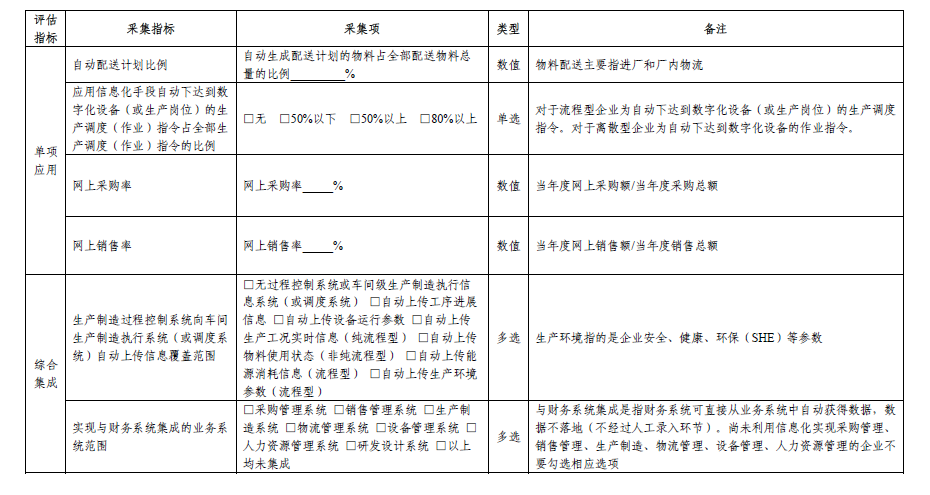 评估
指标
采集指标
采集项
类型
备注
单项
应用
自动配送计划比例
自动生成配送计划的物料占全部配送物料总
量的比例_________%
数值
物料配送主要指进厂和厂内物流
应用信息化手段自动下达到数
字化设备（或生产岗位）的生
产调度（作业）指令占全部生
产调度（作业）指令的比例
□无 □50%以下 □50%以上 □80%以上
单选
对于流程型企业为自动下达到数字化设备（或生产岗位）的生产调度
指令。对于离散型企业为自动下达到数字化设备的作业指令。
网上采购率
网上采购率_____%
数值
当年度网上采购额/当年度采购总额
网上销售率
网上销售率_____%
数值
当年度网上销售额/当年度销售总额
综合
集成
生产制造过程控制系统向车间
生产制造执行系统（或调度系
统）自动上传信息覆盖范围
□无过程控制系统或车间级生产制造执行信
息系统（或调度系统） □自动上传工序进展
信息 □自动上传设备运行参数 □自动上传
生产工况实时信息（纯流程型） □自动上传
物料使用状态（非纯流程型） □自动上传能
源消耗信息（流程型） □自动上传生产环境
参数（流程型）
多选
生产环境指的是企业安全、健康、环保（SHE）等参数
实现与财务系统集成的业务系
统范围
□采购管理系统 □销售管理系统 □生产制
造系统 □物流管理系统 □设备管理系统 □
人力资源管理系统 □研发设计系统 □以上
均未集成
多选
与财务系统集成是指财务系统可直接从业务系统中自动获得数据，数
据不落地（不经过人工录入环节）。尚未利用信息化实现采购管理、
销售管理、生产制造、物流管理、设备管理、人力资源管理的企业不
要勾选相应选项